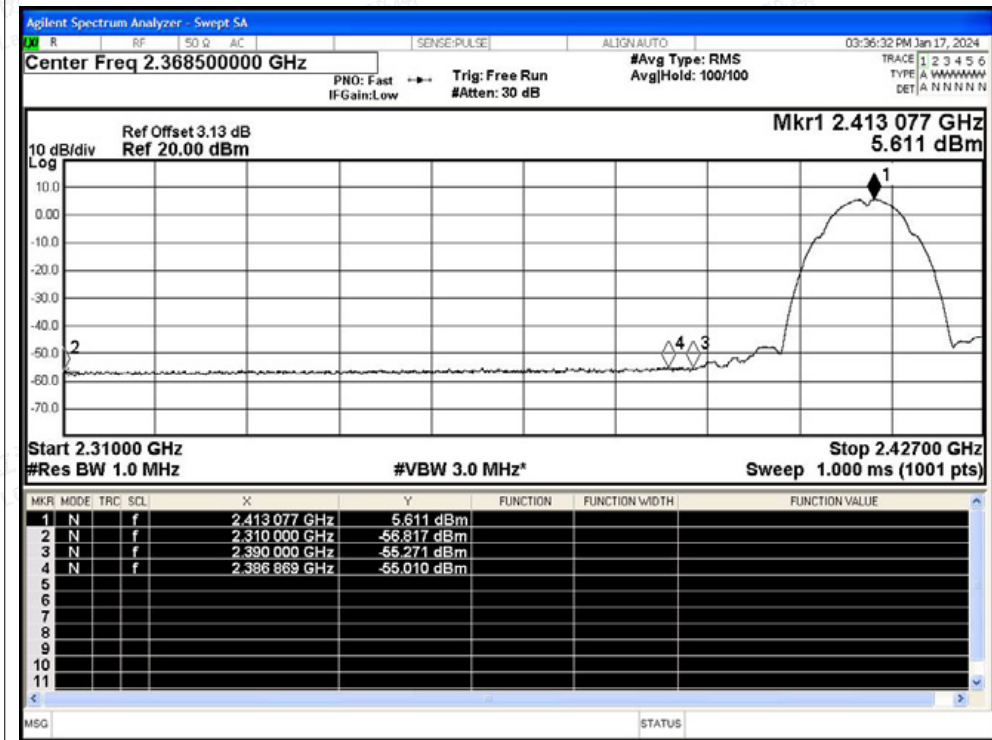 Agilent Spectrum Analyzer - Swept SA
R RF 50 Ω AC SENSE:PULSE ALIGNAUTO 03:36:32 PM Jan 17, 2024
Center Freq 2.368500000 GHz #Avg Type: RMS TRACE 1 2 3 4 5 6
PNO: Fast Trig: Free Run Avg|Hold: 100/100 TYPE A WWWWW
IFGain:Low #Atten: 30 dB DET A N N N N N
Ref Offset 3.13 dB Mkr1 2.413 077 GHz
10 dB/div Ref 20.00 dBm 5.611 dBm
Log
10.0
1
0.00
-10.0
-20.0
-30.0
-40.0
-50.0 2 4 3
-60.0
-70.0
Start 2.31000 GHz Stop 2.42700 GHz
#Res BW 1.0 MHz #VBW 3.0 MHz* Sweep 1.000 ms (1001 pts)
MKR MODE TRC SCL X Y FUNCTION FUNCTION WIDTH FUNCTION VALUE
1 N f 2.413 077 GHz 5.611 dBm
2 N f 2.310 000 GHz -56.817 dBm
3 N f 2.390 000 GHz -55.271 dBm
4 N f 2.386 869 GHz -55.010 dBm
5
6
7
8
9
10
11
MSG STATUS